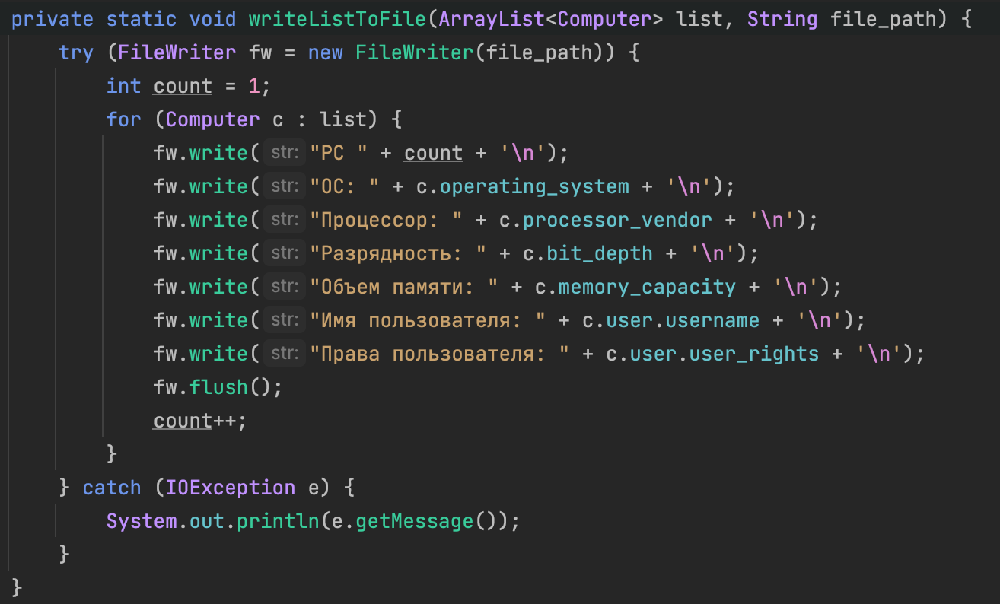 private static void writeListToFile(ArrayList<Computer> list, String file_path) {
    try (FileWriter fw = new FileWriter(file_path)) {
        int count = 1;
        for (Computer c : list) {
            fw.write( str: "PC " + count + '\n');
            fw.write( str: "ОС: " + c.operating_system + '\n');
            fw.write( str: "Процессор: " + c.processor_vendor + '\n');
            fw.write( str: "Разрядность: " + c.bit_depth + '\n');
            fw.write( str: "Объем памяти: " + c.memory_capacity + '\n');
            fw.write( str: "Имя пользователя: " + c.user.username + '\n');
            fw.write( str: "Права пользователя: " + c.user.user_rights + '\n');
            fw.flush();
            count++;
        }
    } catch (IOException e) {
        System.out.println(e.getMessage());
    }
}